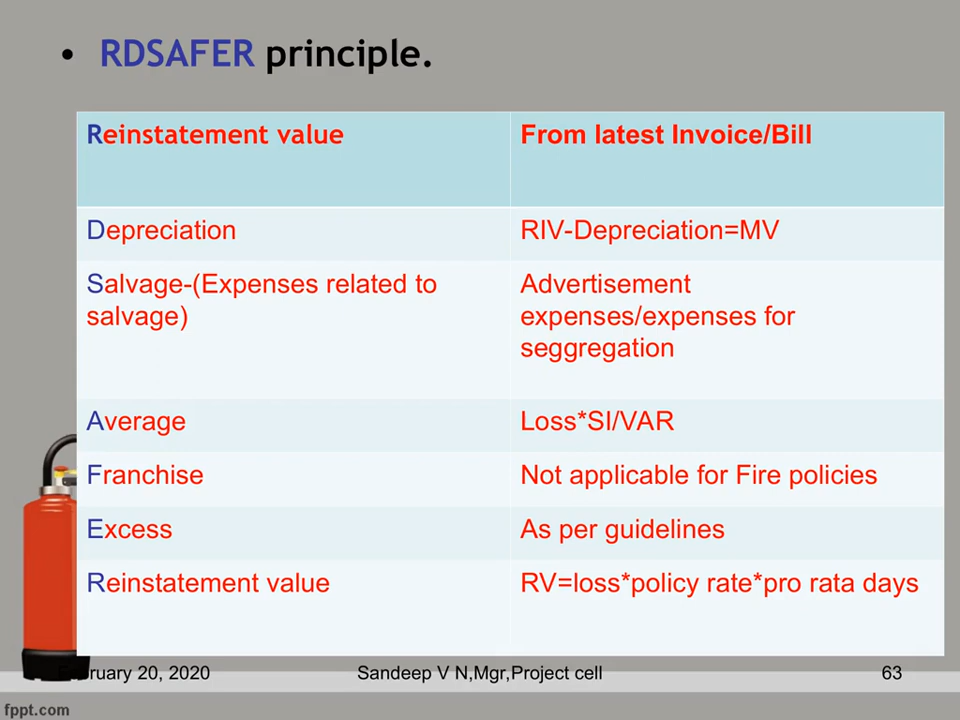 • RDSAFER principle.
Reinstatement value
From latest Invoice/Bill
Depreciation
RIV-Depreciation=MV
Salvage-(Expenses related to
salvage)
Advertisement
expenses/expenses for
seggregation
Average
Loss*SI/VAR
Franchise
Not applicable for Fire policies
Excess
As per guidelines
Reinstatement value
RV=loss*policy rate*pro rata days
February 20, 2020
Sandeep V N,Mgr,Project cell
63
fppt.com